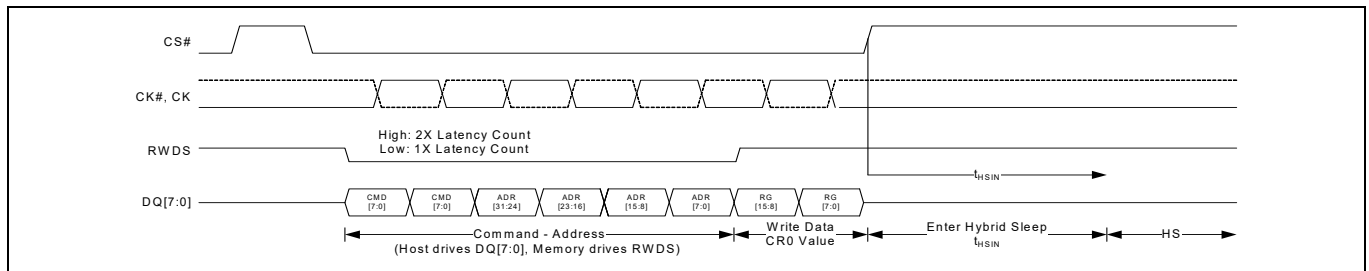 CS#
CK#, CK
High: 2X Latency Count
Low: 1X Latency Count
RWDS
tHSIN
DQ[7:0]
CMD [7:0]
CMD [7:0]
ADR [31:24]
ADR [23:16]
ADR [15:8]
ADR [7:0]
RG [15:8]
RG [7:0]
Command - Address
(Host drives DQ[7:0], Memory drives RWDS)
Write Data
CR0 Value
Enter Hybrid Sleep
tHSIN
HS